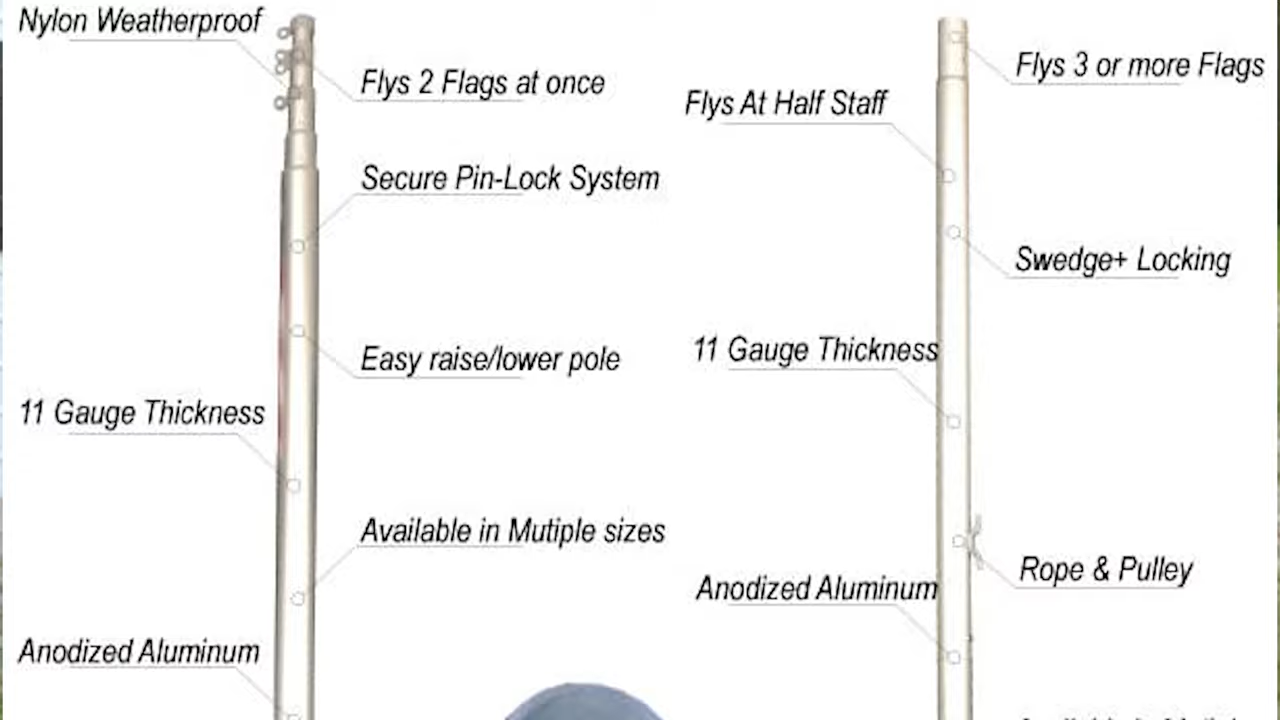 Nylon Weatherproof
Flys 2 Flags at once
Secure Pin-Lock System
Easy raise/lower pole
11 Gauge Thickness
Available in Mutiple sizes
Anodized Aluminum
Flys 3 or more Flags
Flys At Half Staff
Swedge+ Locking
11 Gauge Thickness
Rope & Pulley
Anodized Aluminum